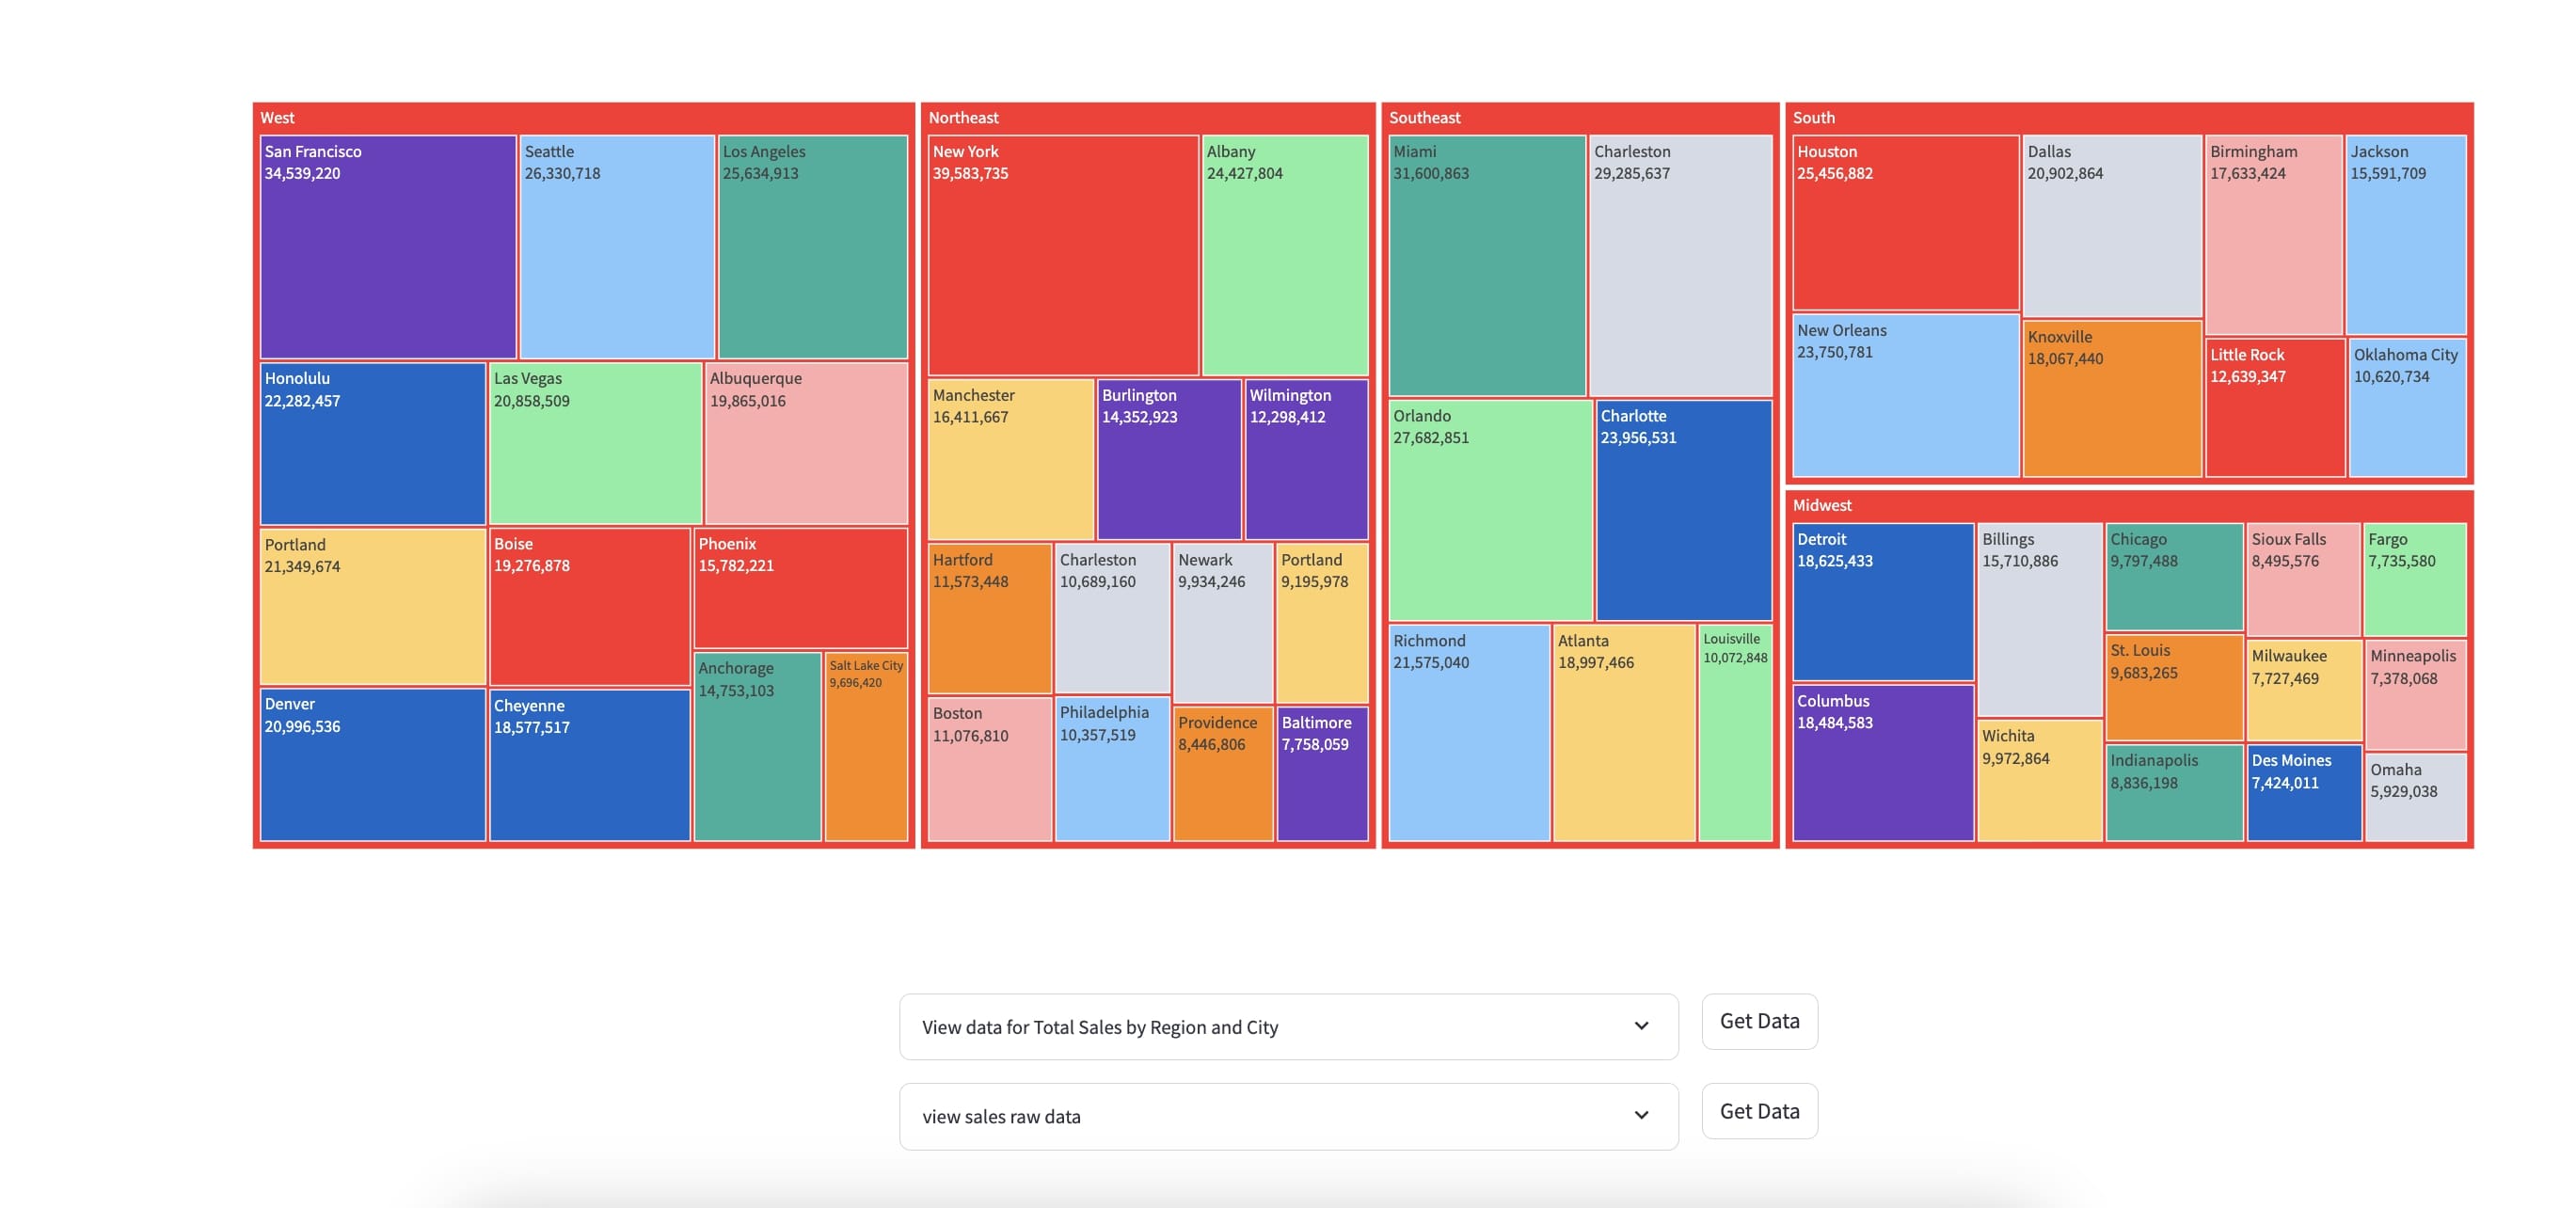 West
San Francisco
34,539,220
Seattle
26,330,718
Los Angeles
25,634,913
Honolulu
22,282,457
Las Vegas
20,858,509
Albuquerque
19,865,016
Portland
21,349,674
Boise
19,276,878
Phoenix
15,782,221
Anchorage
14,753,103
Salt Lake City
9,696,420
Denver
20,996,536
Cheyenne
18,577,517
Northeast
New York
39,583,735
Albany
24,427,804
Manchester
16,411,667
Burlington
14,352,923
Wilmington
12,298,412
Hartford
11,573,448
Charleston
10,689,160
Newark
9,934,246
Portland
9,195,978
Boston
11,076,810
Philadelphia
10,357,519
Providence
8,446,806
Baltimore
7,758,059
Southeast
Miami
31,600,863
Charleston
29,285,637
Orlando
27,682,851
Charlotte
23,956,531
Richmond
21,575,040
Atlanta
18,997,466
Louisville
10,072,848
South
Houston
25,456,882
Dallas
20,902,864
Birmingham
17,633,424
Jackson
15,591,709
New Orleans
23,750,781
Knoxville
18,067,440
Little Rock
12,639,347
Oklahoma City
10,620,734
Midwest
Detroit
18,625,433
Billings
15,710,886
Chicago
9,797,488
Sioux Falls
8,495,576
Fargo
7,735,580
St. Louis
9,683,265
Milwaukee
7,727,469
Minneapolis
7,378,068
Columbus
18,484,583
Wichita
9,972,864
Indianapolis
8,836,198
Des Moines
7,424,011
Omaha
5,929,038
View data for Total Sales by Region and City
Get Data
view sales raw data
Get Data